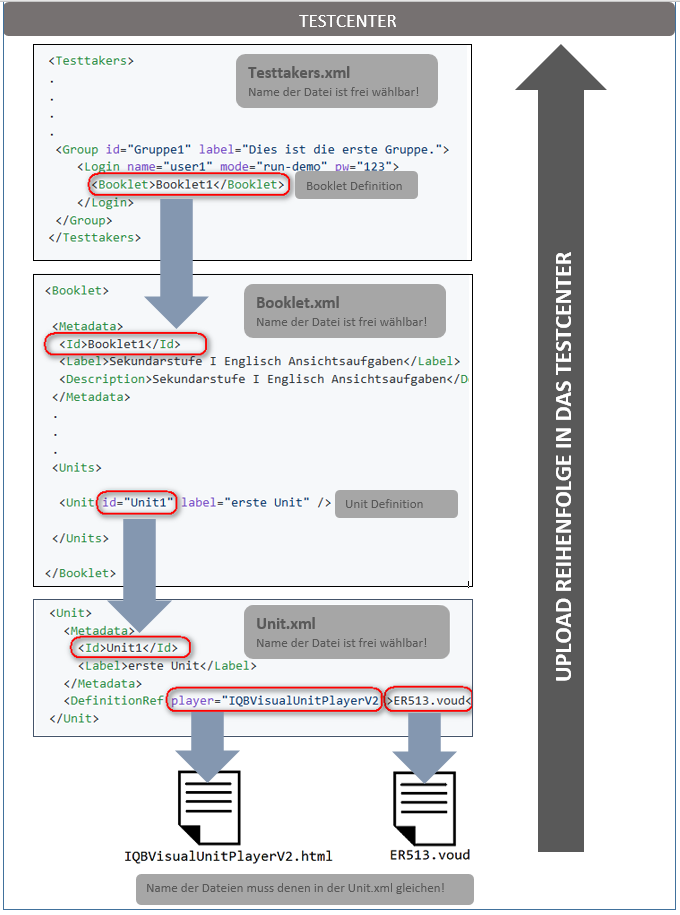 TESTCENTER
<Testtakers>
.
.
.
.
Testtakers.xml
Name der Datei ist frei wählbar!
<Group id="Gruppe1" label="Dies ist die erste Gruppe.">
<Login name="user1" mode="run-demo" pw="123">
<Booklet>Booklet1</Booklet>
Booklet Definition
</Login>
</Group>
</Testtakers>
<Booklet>
Booklet.xml
Name der Datei ist frei wählbar!
<Metadata>
<Id>Booklet1</Id>
<Label>Sekundarstufe I Englisch Ansichtsaufgaben</Label>
<Description>Sekundarstufe I Englisch Ansichtsaufgaben</De
</Metadata>
.
.
.
<Units>
<Unit id="Unit1" label="erste Unit" />
Unit Definition
</Units>
</Booklet>
<Unit>
Unit.xml
Name der Datei ist frei wählbar!
<Metadata>
<Id>Unit1</Id>
<Label>erste Unit</Label>
</Metadata>
<DefinitionRef player="IQBVisualUnitPlayerV2 >ER513.voud<
</Unit>
IQBVisualUnitPlayerV2.html
ER513.voud
Name der Dateien muss denen in der Unit.xml gleichen!
UPLOAD REIHENFOLGE IN DAS TESTCENTER